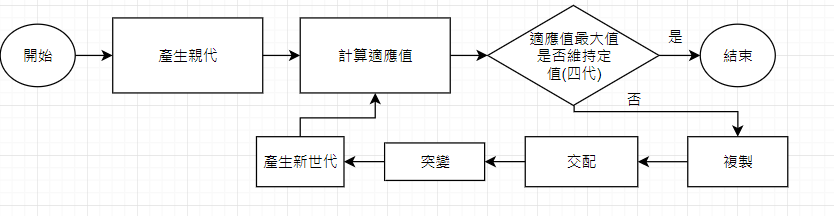 開始
產生親代
計算適應值
適應值最大值
是否維持定
值(四代)
是
結束
否
產生新世代
突變
交配
複製